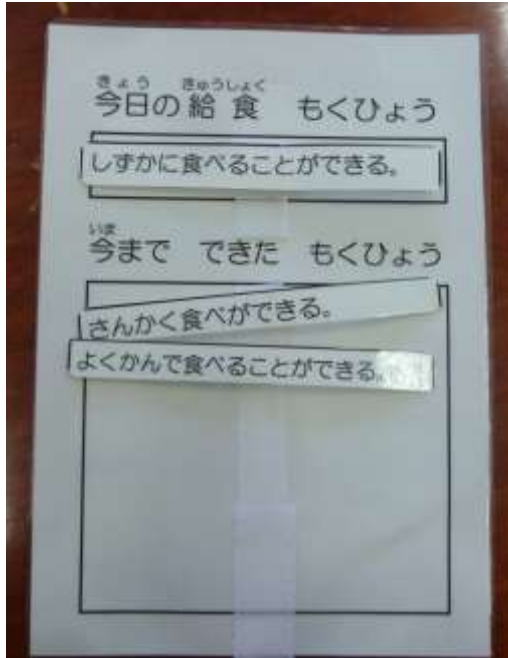 きょう きゅうしょく
今日の給食 もくひょう
しずかに食べることができる。
いま
今まで できた もくひょう
さんかく食べができる。
よくかんで食べることができる。